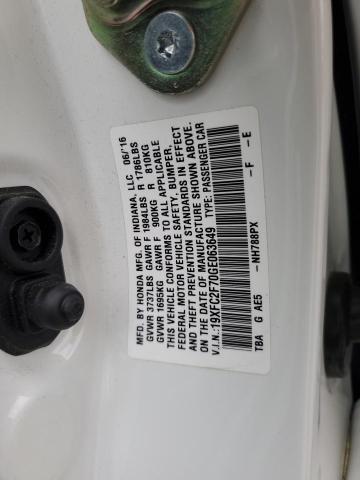 MFD. BY HONDA MFG. OF INDIANA, LLC 06/16
GVWR 3737LBS GAWR F 1984LBS R 1786LBS
GVWR 1695KG GAWR F 900KG R 810KG
THIS VEHICLE CONFORMS TO ALL APPLICABLE
FEDERAL MOTOR VEHICLE SAFETY, BUMPER,
AND THEFT PREVENTION STANDARDS IN EFFECT
ON THE DATE OF MANUFACTURE SHOWN ABOVE.
V.I.N.:19XFC2F70GE063649 TYPE: PASSENGER CAR
-NH788PX -F -E
TBA G AE5